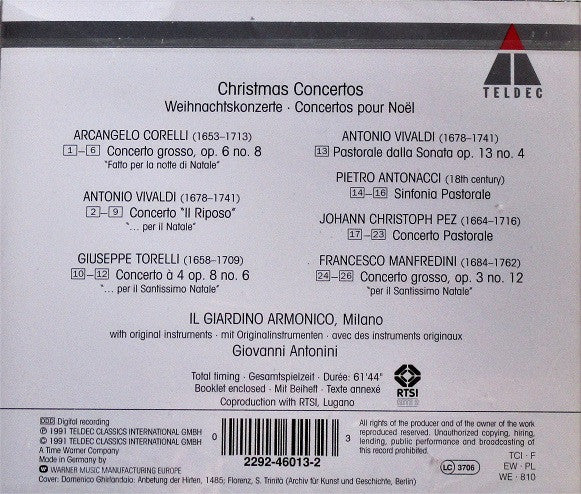 TELDEC
Christmas Concertos
Weihnachtskonzerte · Concertos pour Noël
ARCANGELO CORELLI (1653-1713)
1–6 Concerto grosso, op. 6 no. 8
"Fatto per la notte di Natale"
ANTONIO VIVALDI (1678-1741)
2–9 Concerto "Il Riposo"
"... per il Natale"
GIUSEPPE TORELLI (1658-1709)
10–12 Concerto à 4 op. 8 no. 6
"... per il Santissimo Natale"
ANTONIO VIVALDI (1678-1741)
13 Pastorale dalla Sonata op. 13 no. 4
PIETRO ANTONACCI (18th century)
14–16 Sinfonia Pastorale
JOHANN CHRISTOPH PEZ (1664-1716)
17–23 Concerto Pastorale
FRANCESCO MANFREDINI (1684-1762)
24–26 Concerto grosso, op. 3 no. 12
"per il Santissimo Natale"
IL GIARDINO ARMONICO, Milano
with original instruments · mit Originalinstrumenten · avec des instruments originaux
Giovanni Antonini
Total timing · Gesamtspielzeit · Durée: 61'44"
Booklet enclosed · Mit Beiheft · Texte annexé
Coproduction with RTSI, Lugano
RTSI
DDD Digital recording
℗ 1991 TELDEC CLASSICS INTERNATIONAL GMBH
© 1991 TELDEC CLASSICS INTERNATIONAL GMBH
A Time Warner Company
Made in Germany by
WARNER MUSIC MANUFACTURING EUROPE
Cover: Domenico Ghirlandaio: Anbetung der Hirten, 1485; Florenz, S. Trinità (Archiv für Kunst und Geschichte, Berlin)
0 3
2292-46013-2
All rights of the producer and of the owner of the work
reproduced reserved. Unauthorized copying, hiring,
lending, public performance and broadcasting of
this record prohibited.
LC 3706
TCI · F
EW · PL
WE · 810